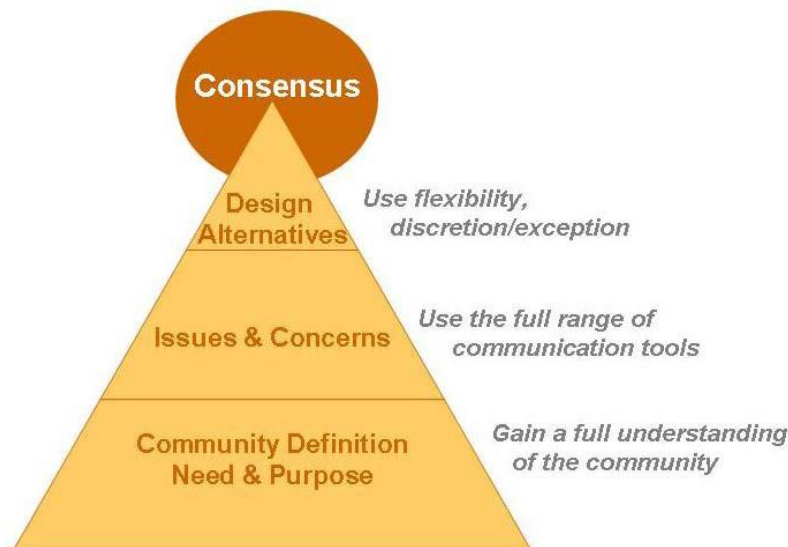 Consensus
Design
Alternatives
Use flexibility,
discretion/exception
Issues & Concerns
Use the full range of
communication tools
Community Definition
Need & Purpose
Gain a full understanding
of the community